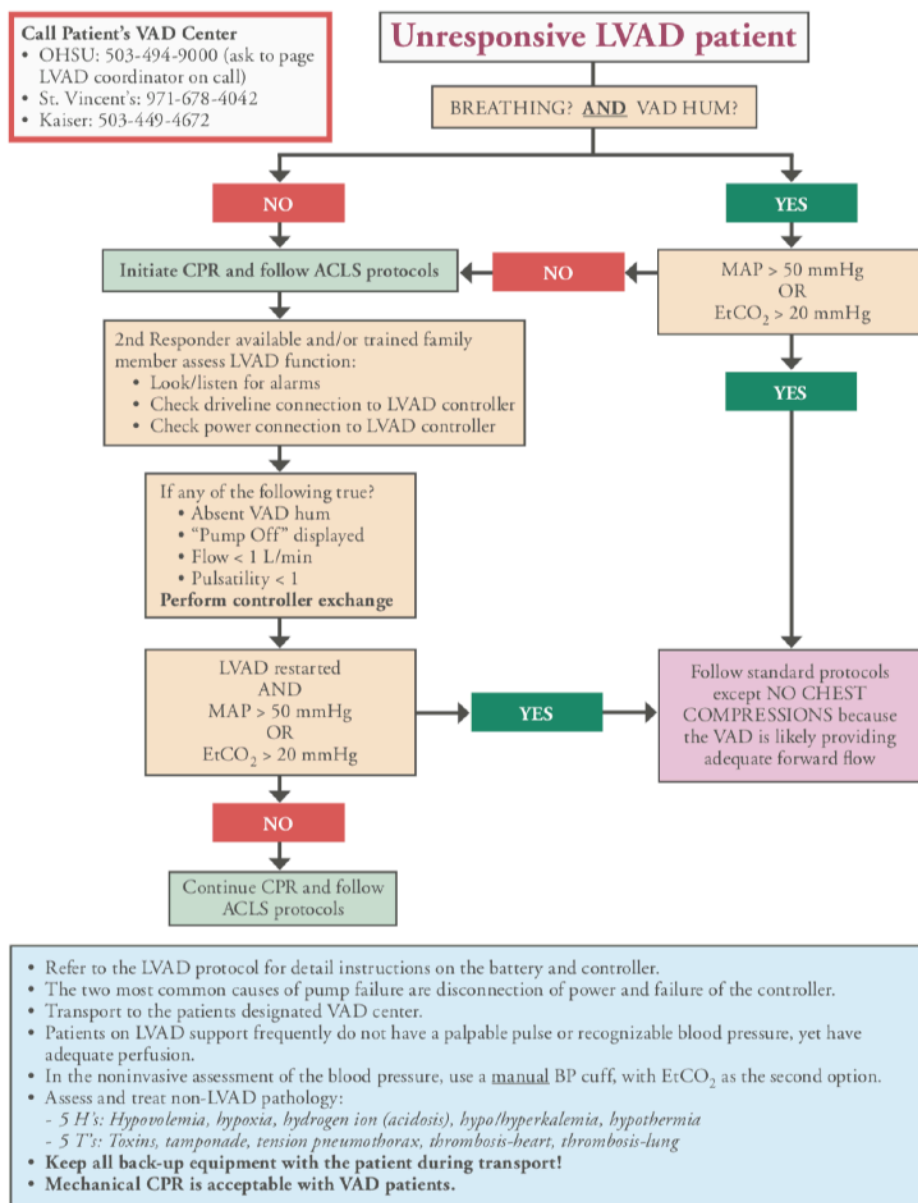 Call Patient's VAD Center
• OHSU: 503-494-9000 (ask to page
LVAD coordinator on call)
• St. Vincent's: 971-678-4042
• Kaiser: 503-449-4672
Unresponsive LVAD patient
BREATHING? AND VAD HUM?
NO
YES
Initiate CPR and follow ACLS protocols
NO
MAP > 50 mmHg
OR
EtCO₂ > 20 mmHg
2nd Responder available and/or trained family
member assess LVAD function:
• Look/listen for alarms
• Check driveline connection to LVAD controller
• Check power connection to LVAD controller
YES
If any of the following true?
• Absent VAD hum
• "Pump Off" displayed
• Flow < 1 L/min
• Pulsatility < 1
Perform controller exchange
LVAD restarted
AND
MAP > 50 mmHg
OR
EtCO₂ > 20 mmHg
YES
Follow standard protocols
except NO CHEST
COMPRESSIONS because
the VAD is likely providing
adequate forward flow
NO
Continue CPR and follow
ACLS protocols
• Refer to the LVAD protocol for detail instructions on the battery and controller.
• The two most common causes of pump failure are disconnection of power and failure of the controller.
• Transport to the patients designated VAD center.
• Patients on LVAD support frequently do not have a palpable pulse or recognizable blood pressure, yet have
adequate perfusion.
• In the noninvasive assessment of the blood pressure, use a manual BP cuff, with EtCO₂ as the second option.
• Assess and treat non-LVAD pathology:
- 5 H's: Hypovolemia, hypoxia, hydrogen ion (acidosis), hypo/hyperkalemia, hypothermia
- 5 T's: Toxins, tamponade, tension pneumothorax, thrombosis-heart, thrombosis-lung
• Keep all back-up equipment with the patient during transport!
• Mechanical CPR is acceptable with VAD patients.